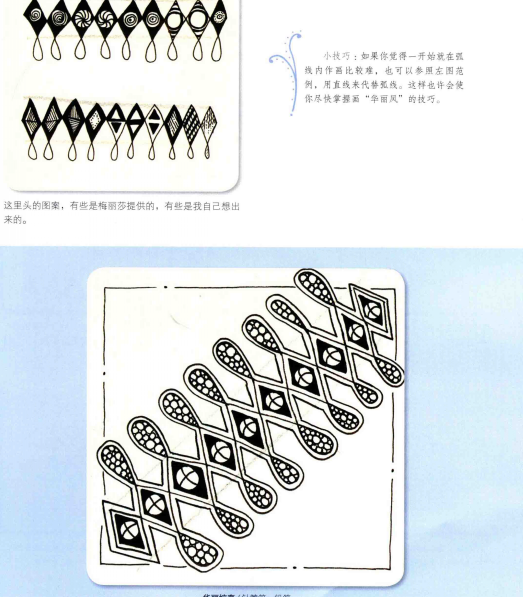 小技巧：如果你觉得一开始就在弧
线内作画比较难，也可以参照左图范
例，用直线来代替弧线。这样也许会使
你尽快掌握画“华丽风”的技巧。
这里头的图案，有些是梅丽莎提供的，有些是我自己想出
来的。